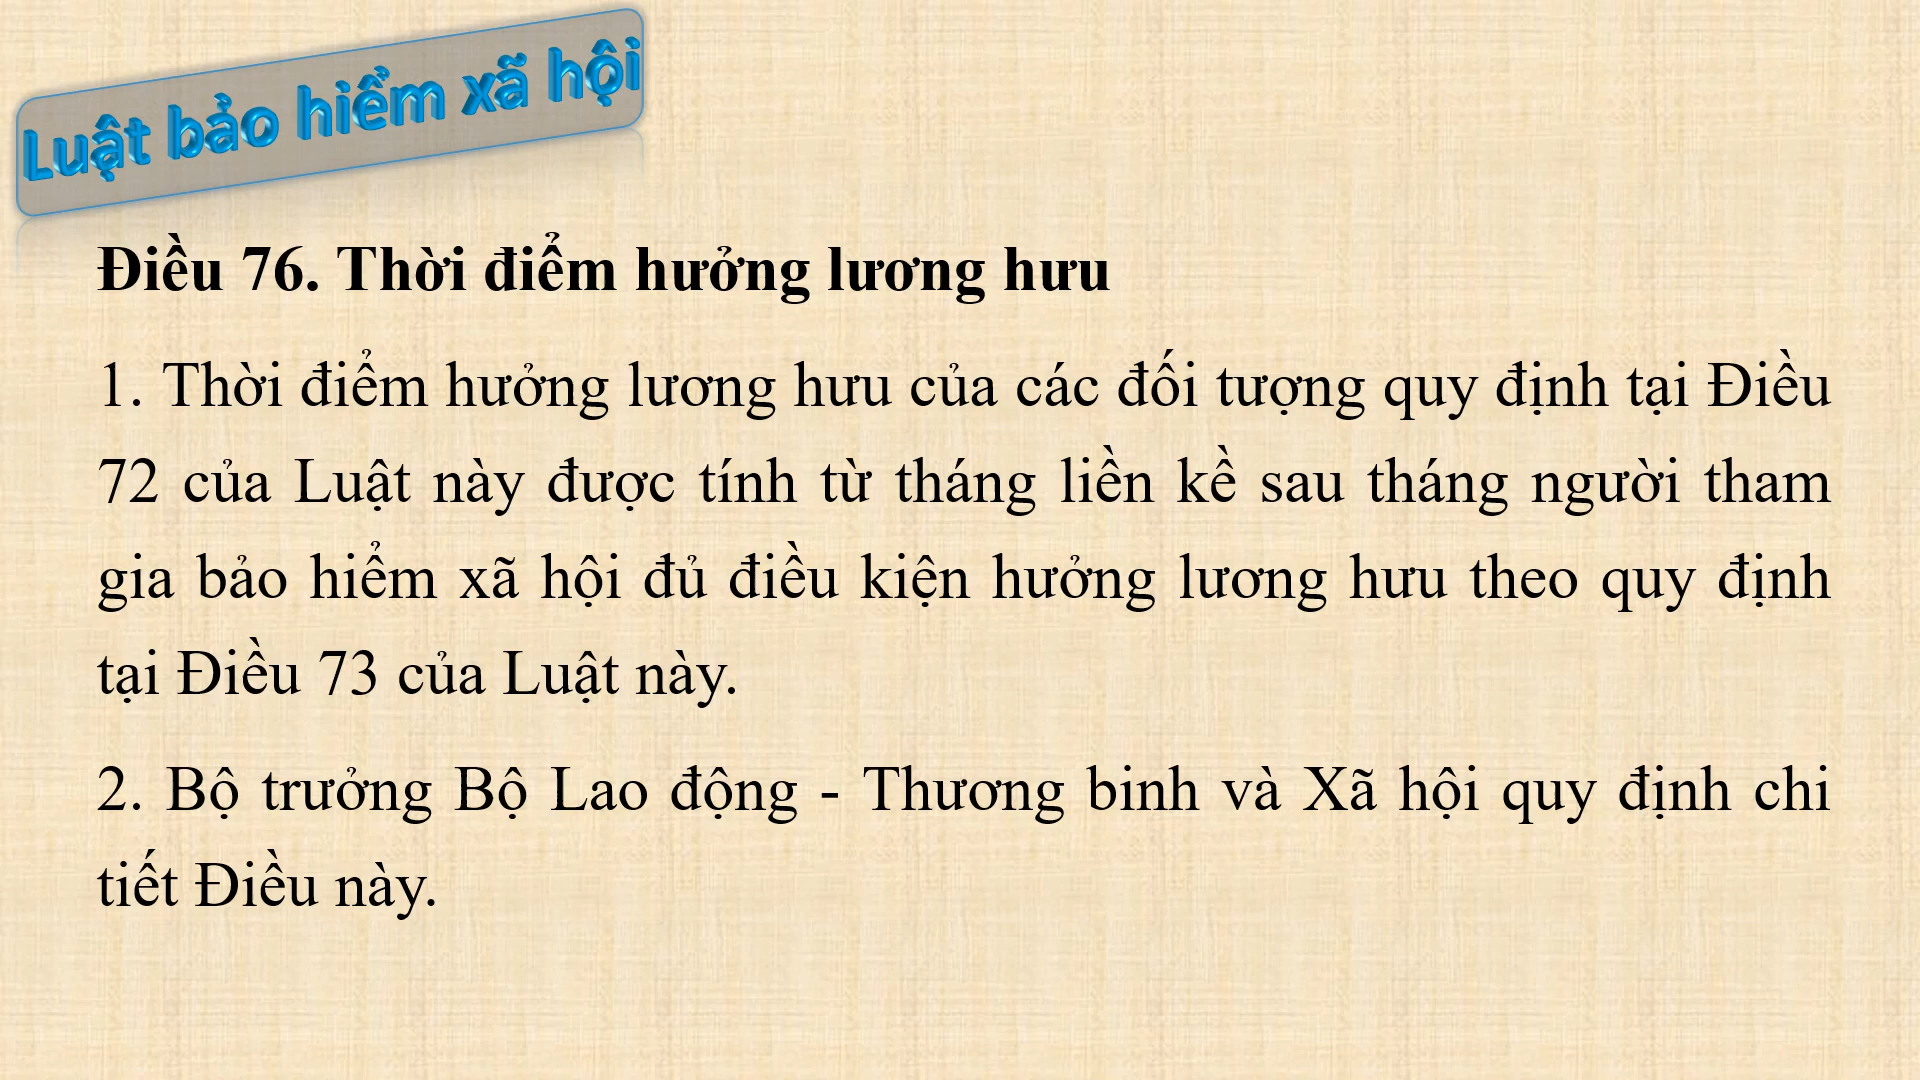 Luật bảo hiểm xã hội
Điều 76. Thời điểm hưởng lương hưu
1. Thời điểm hưởng lương hưu của các đối tượng quy định tại Điều
72 của Luật này được tính từ tháng liền kề sau tháng người tham
gia bảo hiểm xã hội đủ điều kiện hưởng lương hưu theo quy định
tại Điều 73 của Luật này.
2. Bộ trưởng Bộ Lao động - Thương binh và Xã hội quy định chi
tiết Điều này.